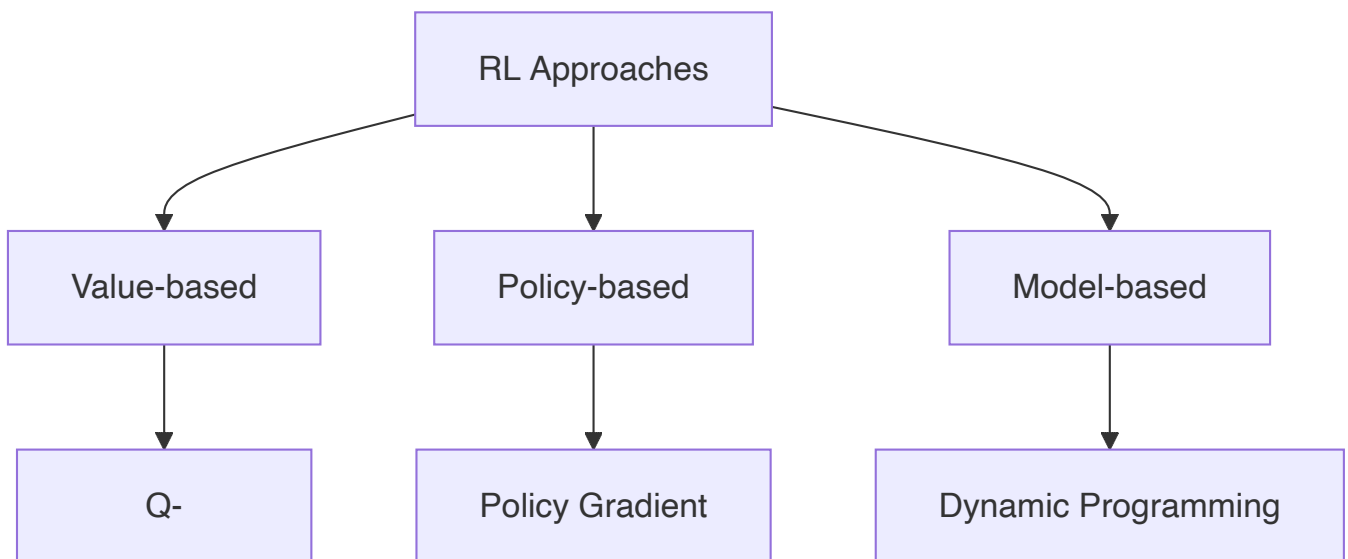 RL Approaches
Value-based
Policy-based
Model-based
Q-
Policy Gradient
Dynamic Programming